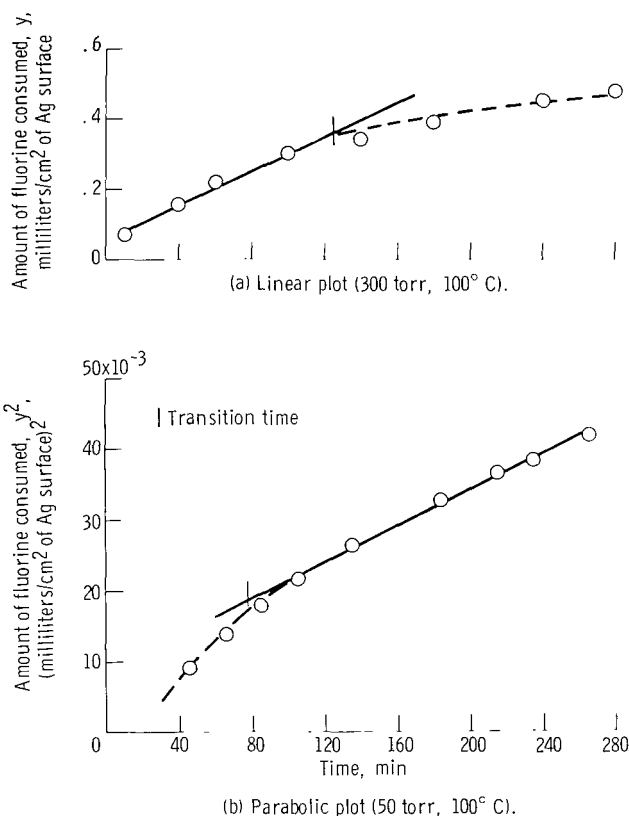 Amount of fluorine consumed, y,
milliliters/cm² of Ag surface
.6
.4
.2
0
(a) Linear plot (300 torr, 100° C).
Amount of fluorine consumed, y²,
(milliliters/cm² of Ag surface)²
50x10⁻³
Transition time
40
30
20
10
0 40 80 120 160 200 240 280
Time, min
(b) Parabolic plot (50 torr, 100° C).